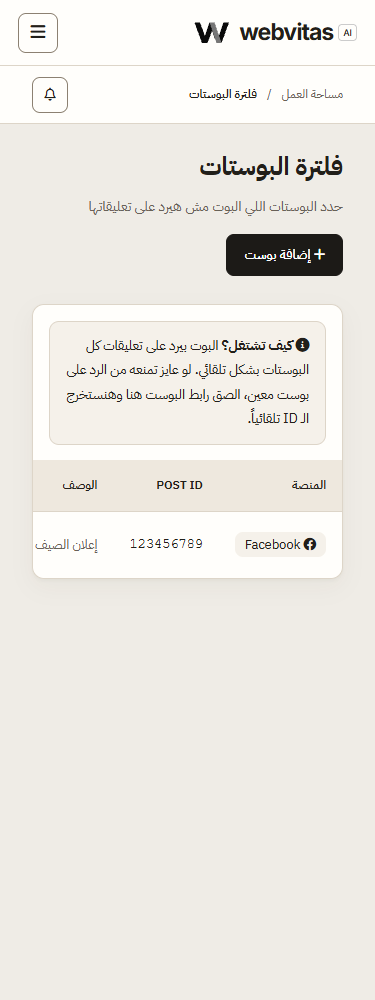 webvitas AI
مساحة العمل / فلترة البوستات
فلترة البوستات
حدد البوستات اللي البوت مش هيرد على تعليقاتها
إضافة بوست
كيف تشتغل؟ البوت بيرد على تعليقات كل
البوستات بشكل تلقائي. لو عايز تمنعه من الرد على
بوست معين، الصق رابط البوست هنا وهنستخرج
الـ ID تلقائياً.
المنصة POST ID الوصف
Facebook 123456789 إعلان الصيف